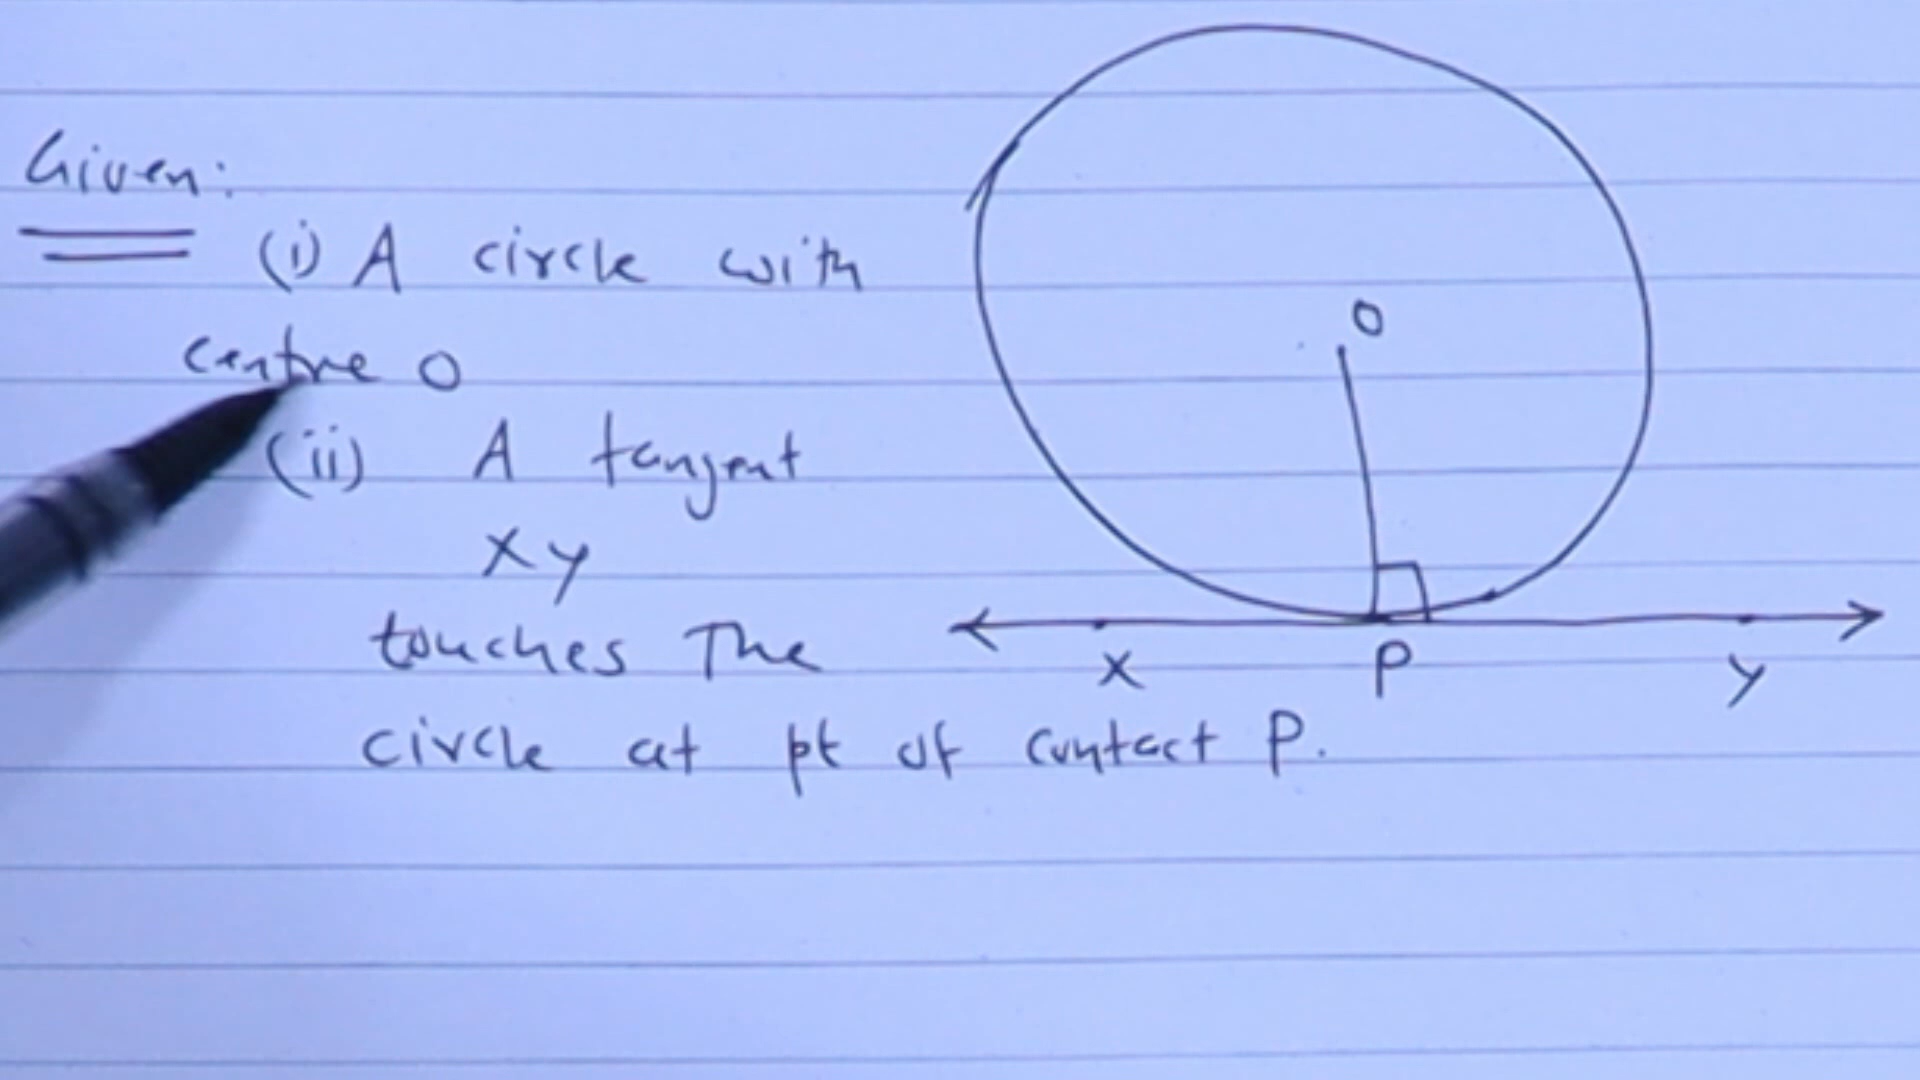 Given:
(i) A circle with
centre O
(ii) A tangent
XY
touches The
circle at pt of contact P.
O
X
P
Y